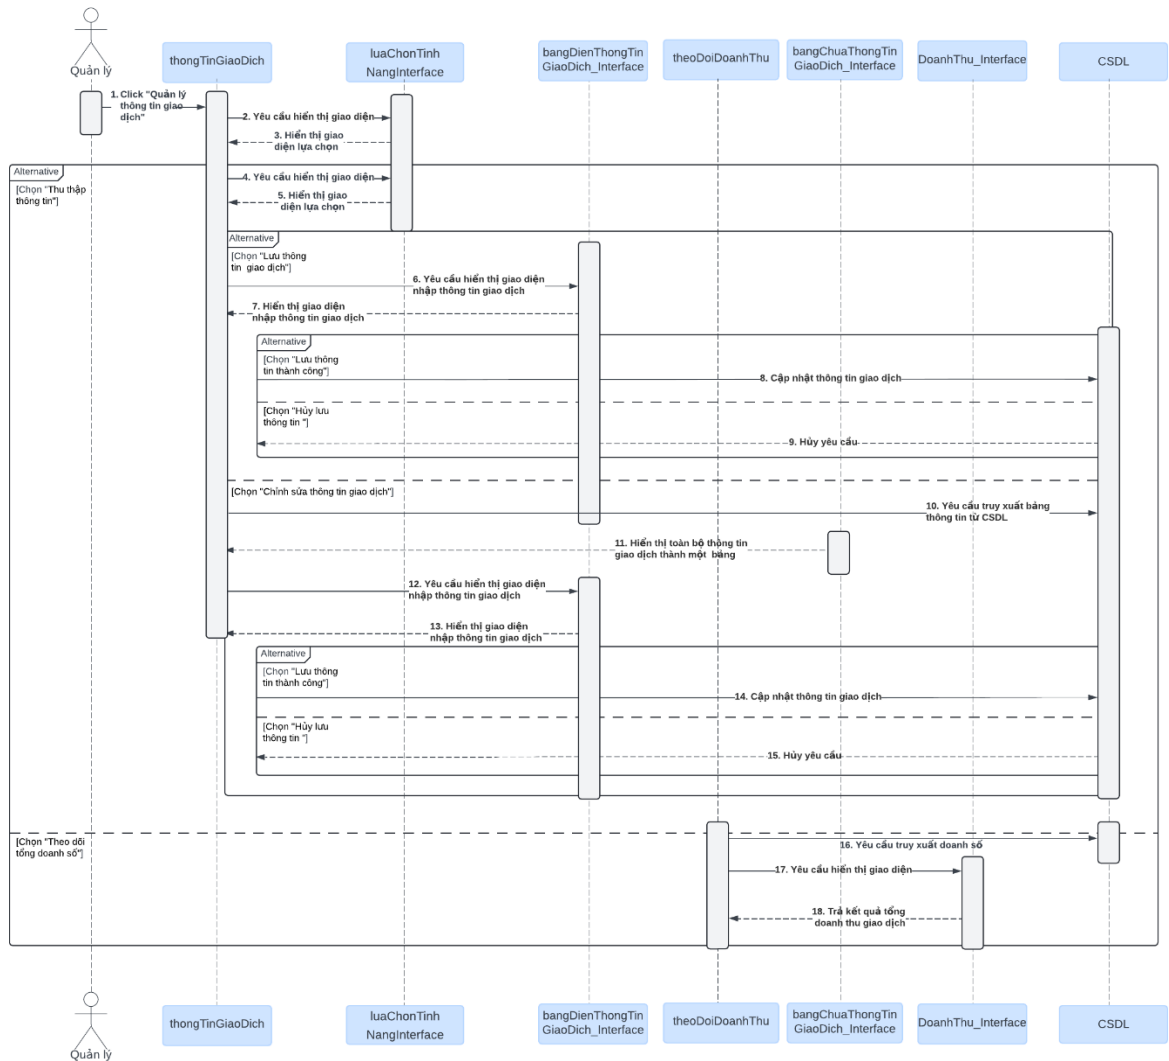 Quản lý
thongTinGiaoDich
luaChonTinh
NangInterface
bangDienThongTin
GiaoDich_Interface
theoDoiDoanhThu
bangChuaThongTin
GiaoDich_Interface
DoanhThu_Interface
CSDL
1. Click "Quản lý
thông tin giao
dịch"
2. Yêu cầu hiển thị giao diện
3. Hiển thị giao
diện lựa chọn
Alternative
[Chọn "Thu thập
thông tin"]
4. Yêu cầu hiển thị giao diện
5. Hiển thị giao
diện lựa chọn
Alternative
[Chọn "Lưu thông
tin giao dịch"]
6. Yêu cầu hiển thị giao diện
nhập thông tin giao dịch
7. Hiển thị giao diện
nhập thông tin giao dịch
Alternative
[Chọn "Lưu thông
tin thành công"]
8. Cập nhật thông tin giao dịch
[Chọn "Hủy lưu
thông tin "]
9. Hủy yêu cầu
[Chọn "Chỉnh sửa thông tin giao dịch"]
10. Yêu cầu truy xuất bảng
thông tin từ CSDL
11. Hiển thị toàn bộ thông tin
giao dịch thành một bảng
12. Yêu cầu hiển thị giao diện
nhập thông tin giao dịch
13. Hiển thị giao diện
nhập thông tin giao dịch
Alternative
[Chọn "Lưu thông
tin thành công"]
14. Cập nhật thông tin giao dịch
[Chọn "Hủy lưu
thông tin "]
15. Hủy yêu cầu
[Chọn "Theo dõi
tổng doanh số"]
16. Yêu cầu truy xuất doanh số
17. Yêu cầu hiển thị giao diện
18. Trả kết quả tổng
doanh thu giao dịch
Quản lý
thongTinGiaoDich
luaChonTinh
NangInterface
bangDienThongTin
GiaoDich_Interface
theoDoiDoanhThu
bangChuaThongTin
GiaoDich_Interface
DoanhThu_Interface
CSDL